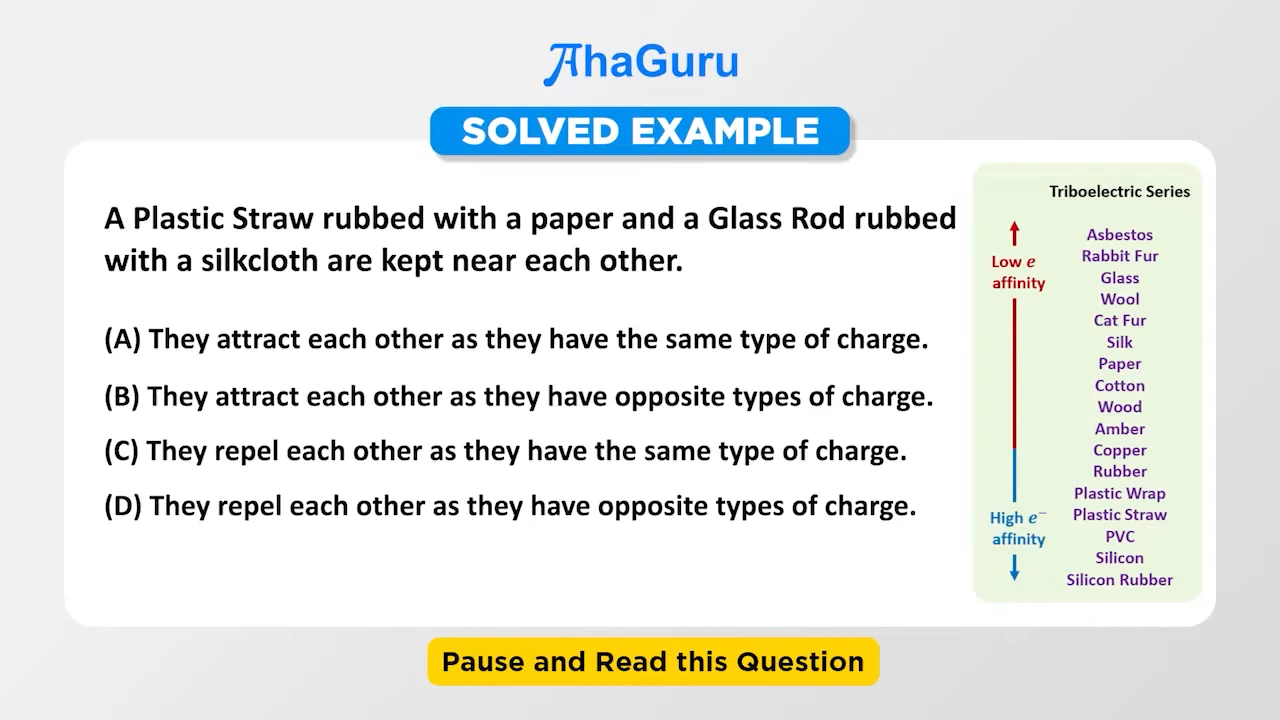 AhaGuru
SOLVED EXAMPLE
A Plastic Straw rubbed with a paper and a Glass Rod rubbed
with a silkcloth are kept near each other.
(A) They attract each other as they have the same type of charge.
(B) They attract each other as they have opposite types of charge.
(C) They repel each other as they have the same type of charge.
(D) They repel each other as they have opposite types of charge.
Triboelectric Series
Low e
affinity
High e⁻
affinity
Asbestos
Rabbit Fur
Glass
Wool
Cat Fur
Silk
Paper
Cotton
Wood
Amber
Copper
Rubber
Plastic Wrap
Plastic Straw
PVC
Silicon
Silicon Rubber
Pause and Read this Question